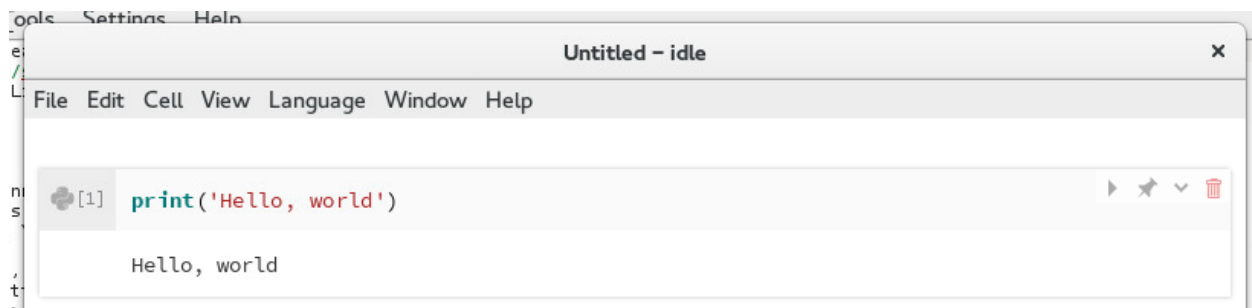 ools Settings Help
Untitled – idle
File Edit Cell View Language Window Help
[1] print('Hello, world')
Hello, world